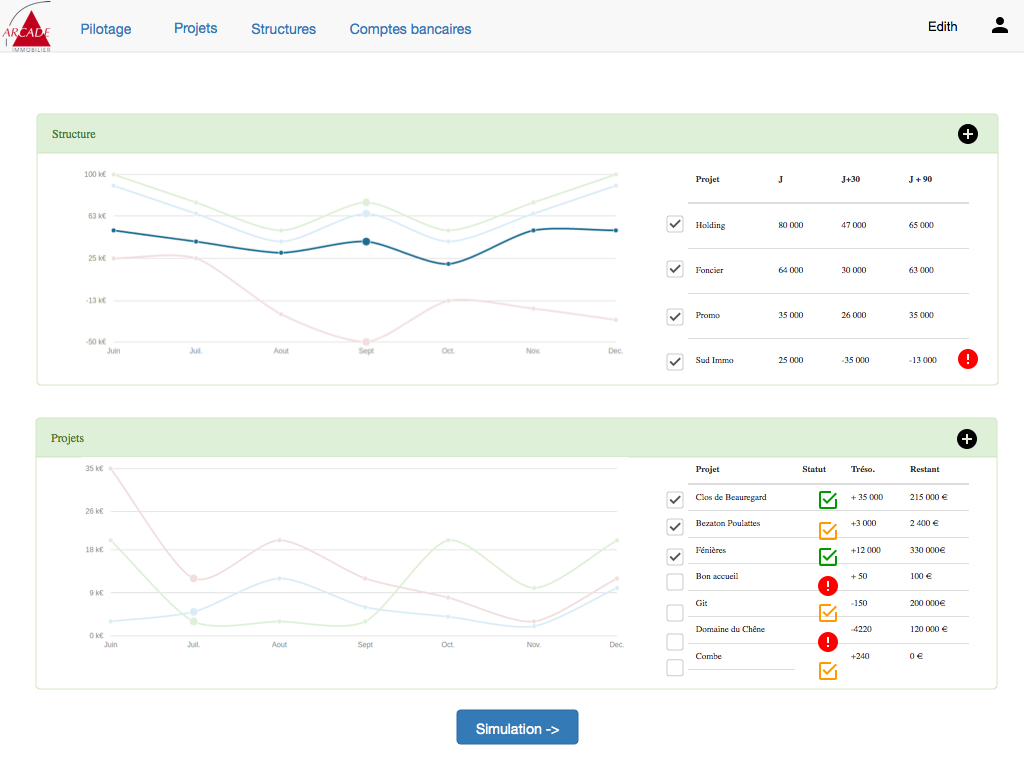 ARCADE
IMMOBILIER
Pilotage
Projets
Structures
Comptes bancaires
Edith
Structure
100 k€
63 k€
25 k€
-13 k€
-50 k€
Juin Juil. Aout Sept Oct. Nov. Dec.
Projet J J+30 J + 90
Holding 80 000 47 000 65 000
Foncier 64 000 30 000 63 000
Promo 35 000 26 000 35 000
Sud Immo 25 000 -35 000 -13 000
Projets
35 k€
26 k€
18 k€
9 k€
0 k€
Juin Juil. Aout Sept Oct. Nov. Dec.
Projet Statut Tréso. Restant
Clos de Beauregard + 35 000 215 000 €
Bezaton Poulattes +3 000 2 400 €
Fénières +12 000 330 000€
Bon accueil + 50 100 €
Git -150 200 000€
Domaine du Chêne -4220 120 000 €
Combe +240 0 €
Simulation ->